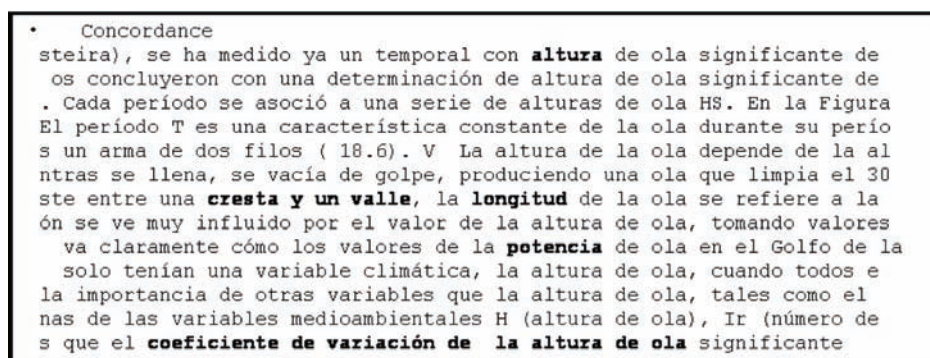 • Concordance
steira), se ha medido ya un temporal con altura de ola significante de
os concluyeron con una determinación de altura de ola significante de
. Cada período se asoció a una serie de alturas de ola HS. En la Figura
El período T es una característica constante de la ola durante su perío
s un arma de dos filos ( 18.6). V La altura de la ola depende de la al
ntras se llena, se vacía de golpe, produciendo una ola que limpia el 30
ste entre una cresta y un valle, la longitud de la ola se refiere a la
ón se ve muy influido por el valor de la altura de ola, tomando valores
va claramente cómo los valores de la potencia de ola en el Golfo de la
solo tenían una variable climática, la altura de ola, cuando todos e
la importancia de otras variables que la altura de ola, tales como el
nas de las variables medioambientales H (altura de ola), Ir (número de
s que el coeficiente de variación de la altura de ola significante